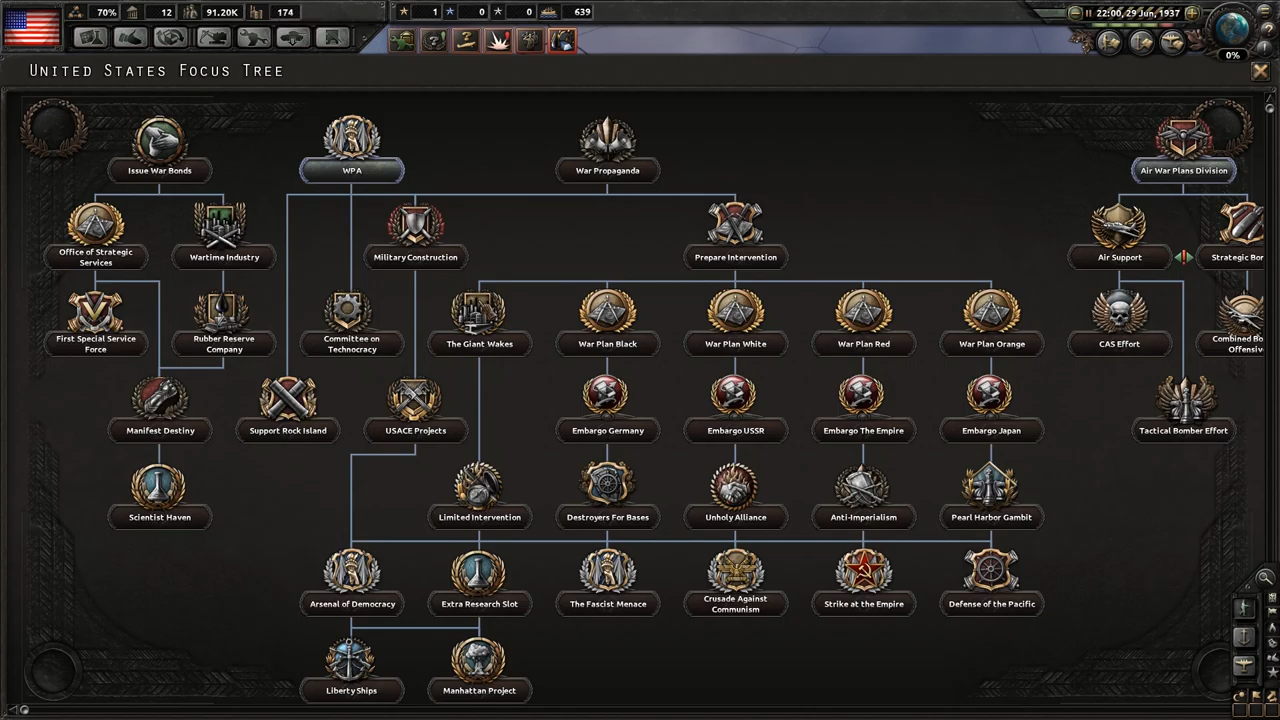 70%
12
91.20K
174
1
0
0
639
22:00, 29 Jun, 1937
0%
United States Focus Tree
Issue War Bonds
WPA
War Propaganda
Air War Plans Division
Office of Strategic
Services
Wartime Industry
Military Construction
Prepare Intervention
Air Support
Strategic Bor
First Special Service
Force
Rubber Reserve
Company
Committee on
Technocracy
The Giant Wakes
War Plan Black
War Plan White
War Plan Red
War Plan Orange
CAS Effort
Combined Bo
Offensiv
Manifest Destiny
Support Rock Island
USACE Projects
Embargo Germany
Embargo USSR
Embargo The Empire
Embargo Japan
Tactical Bomber Effort
Scientist Haven
Limited Intervention
Destroyers For Bases
Unholy Alliance
Anti-Imperialism
Pearl Harbor Gambit
Arsenal of Democracy
Extra Research Slot
The Fascist Menace
Crusade Against
Communism
Strike at the Empire
Defense of the Pacific
Liberty Ships
Manhattan Project